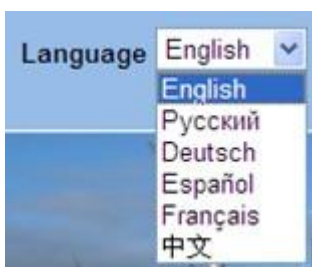 Language English
English
Русский
Deutsch
Español
Français
中文